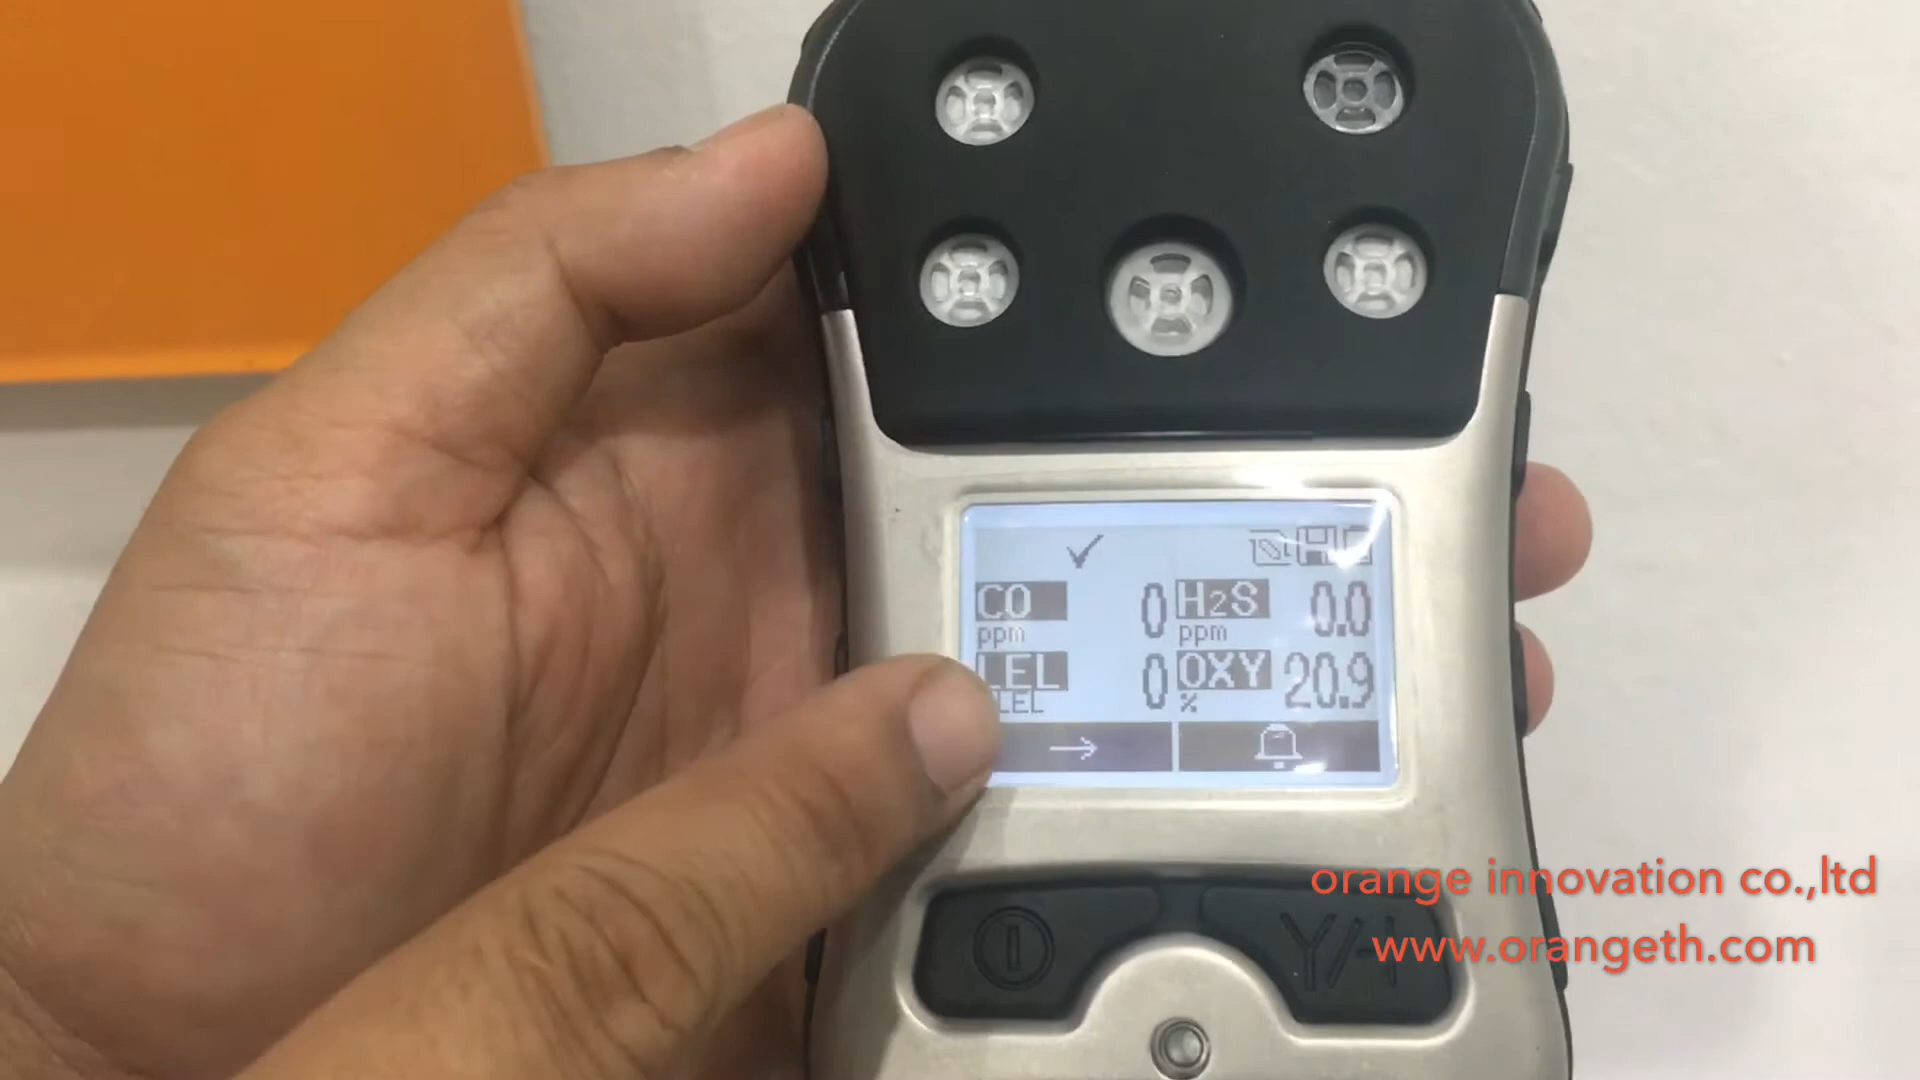 CO 0 H2S 0.0
ppm ppm
LEL 0 OXY 20.9
LEL %
Y/+
orange innovation co.,ltd
www.orangeth.com